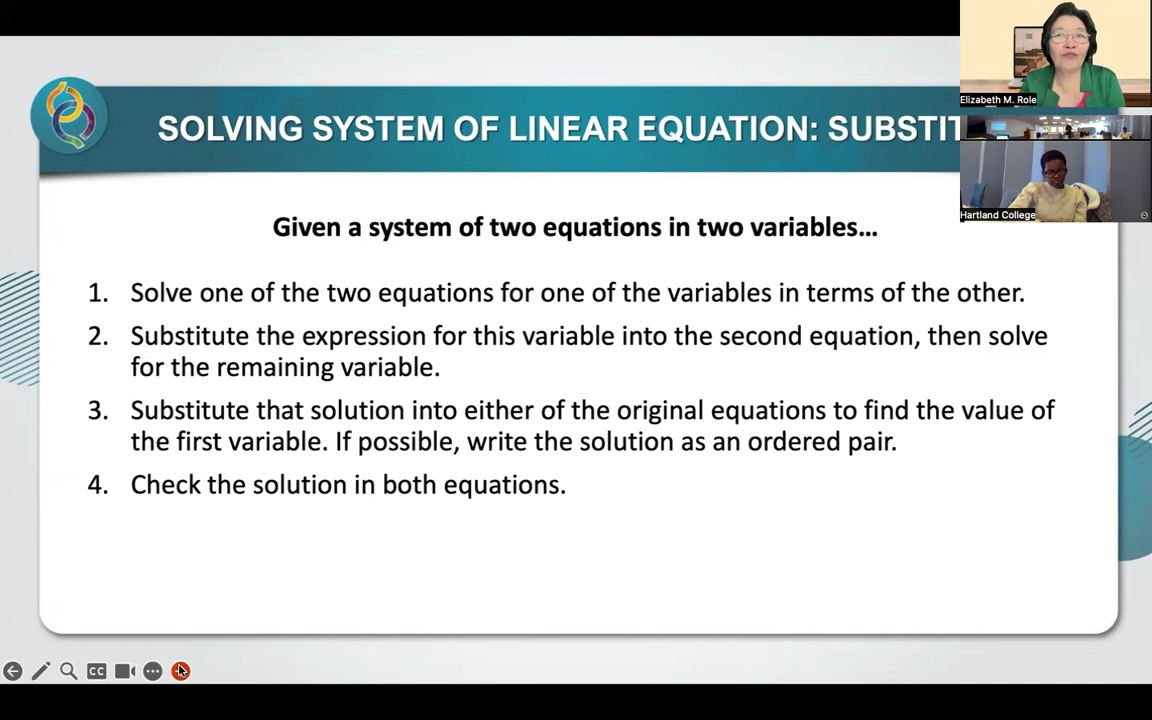 SOLVING SYSTEM OF LINEAR EQUATION: SUBSTIT
Elizabeth M. Role
Hartland College
Given a system of two equations in two variables...
1. Solve one of the two equations for one of the variables in terms of the other.
2. Substitute the expression for this variable into the second equation, then solve
for the remaining variable.
3. Substitute that solution into either of the original equations to find the value of
the first variable. If possible, write the solution as an ordered pair.
4. Check the solution in both equations.
CC